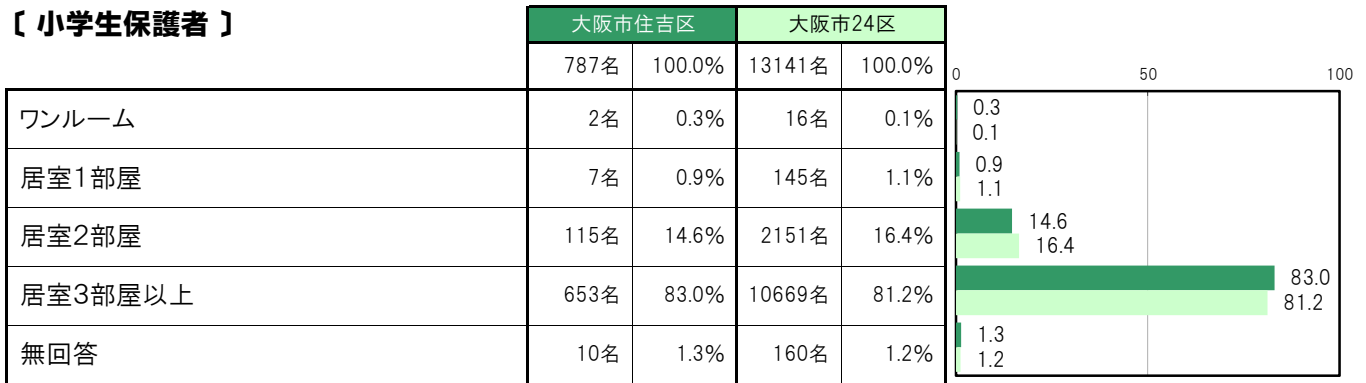 〔 小学生保護者 〕
大阪市住吉区 大阪市24区
787名 100.0% 13141名 100.0%
0 50 100
ワンルーム 2名 0.3% 16名 0.1%
0.3
0.1
居室1部屋 7名 0.9% 145名 1.1%
0.9
1.1
居室2部屋 115名 14.6% 2151名 16.4%
14.6
16.4
居室3部屋以上 653名 83.0% 10669名 81.2%
83.0
81.2
無回答 10名 1.3% 160名 1.2%
1.3
1.2